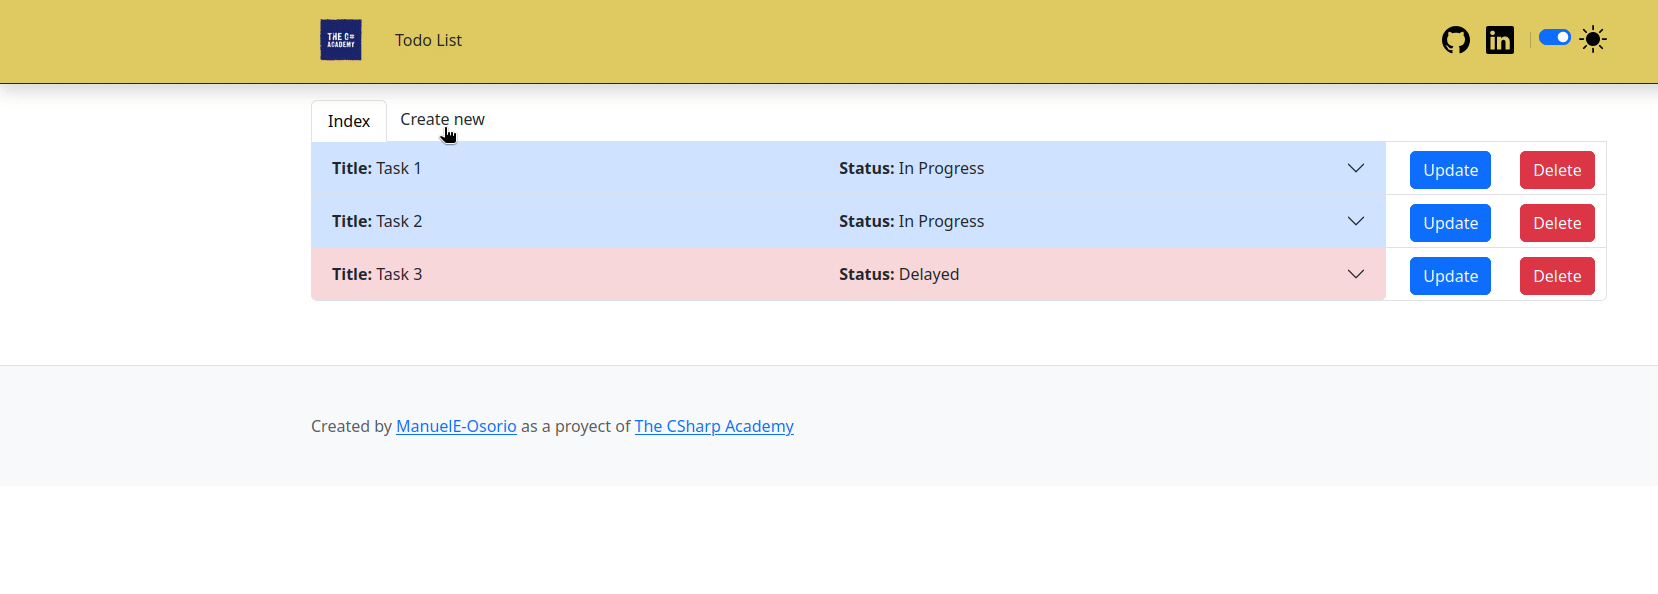 THE C#
ACADEMY
Todo List
Index Create new
Title: Task 1 Status: In Progress Update Delete
Title: Task 2 Status: In Progress Update Delete
Title: Task 3 Status: Delayed Update Delete
Created by ManuelE-Osorio as a proyect of The CSharp Academy